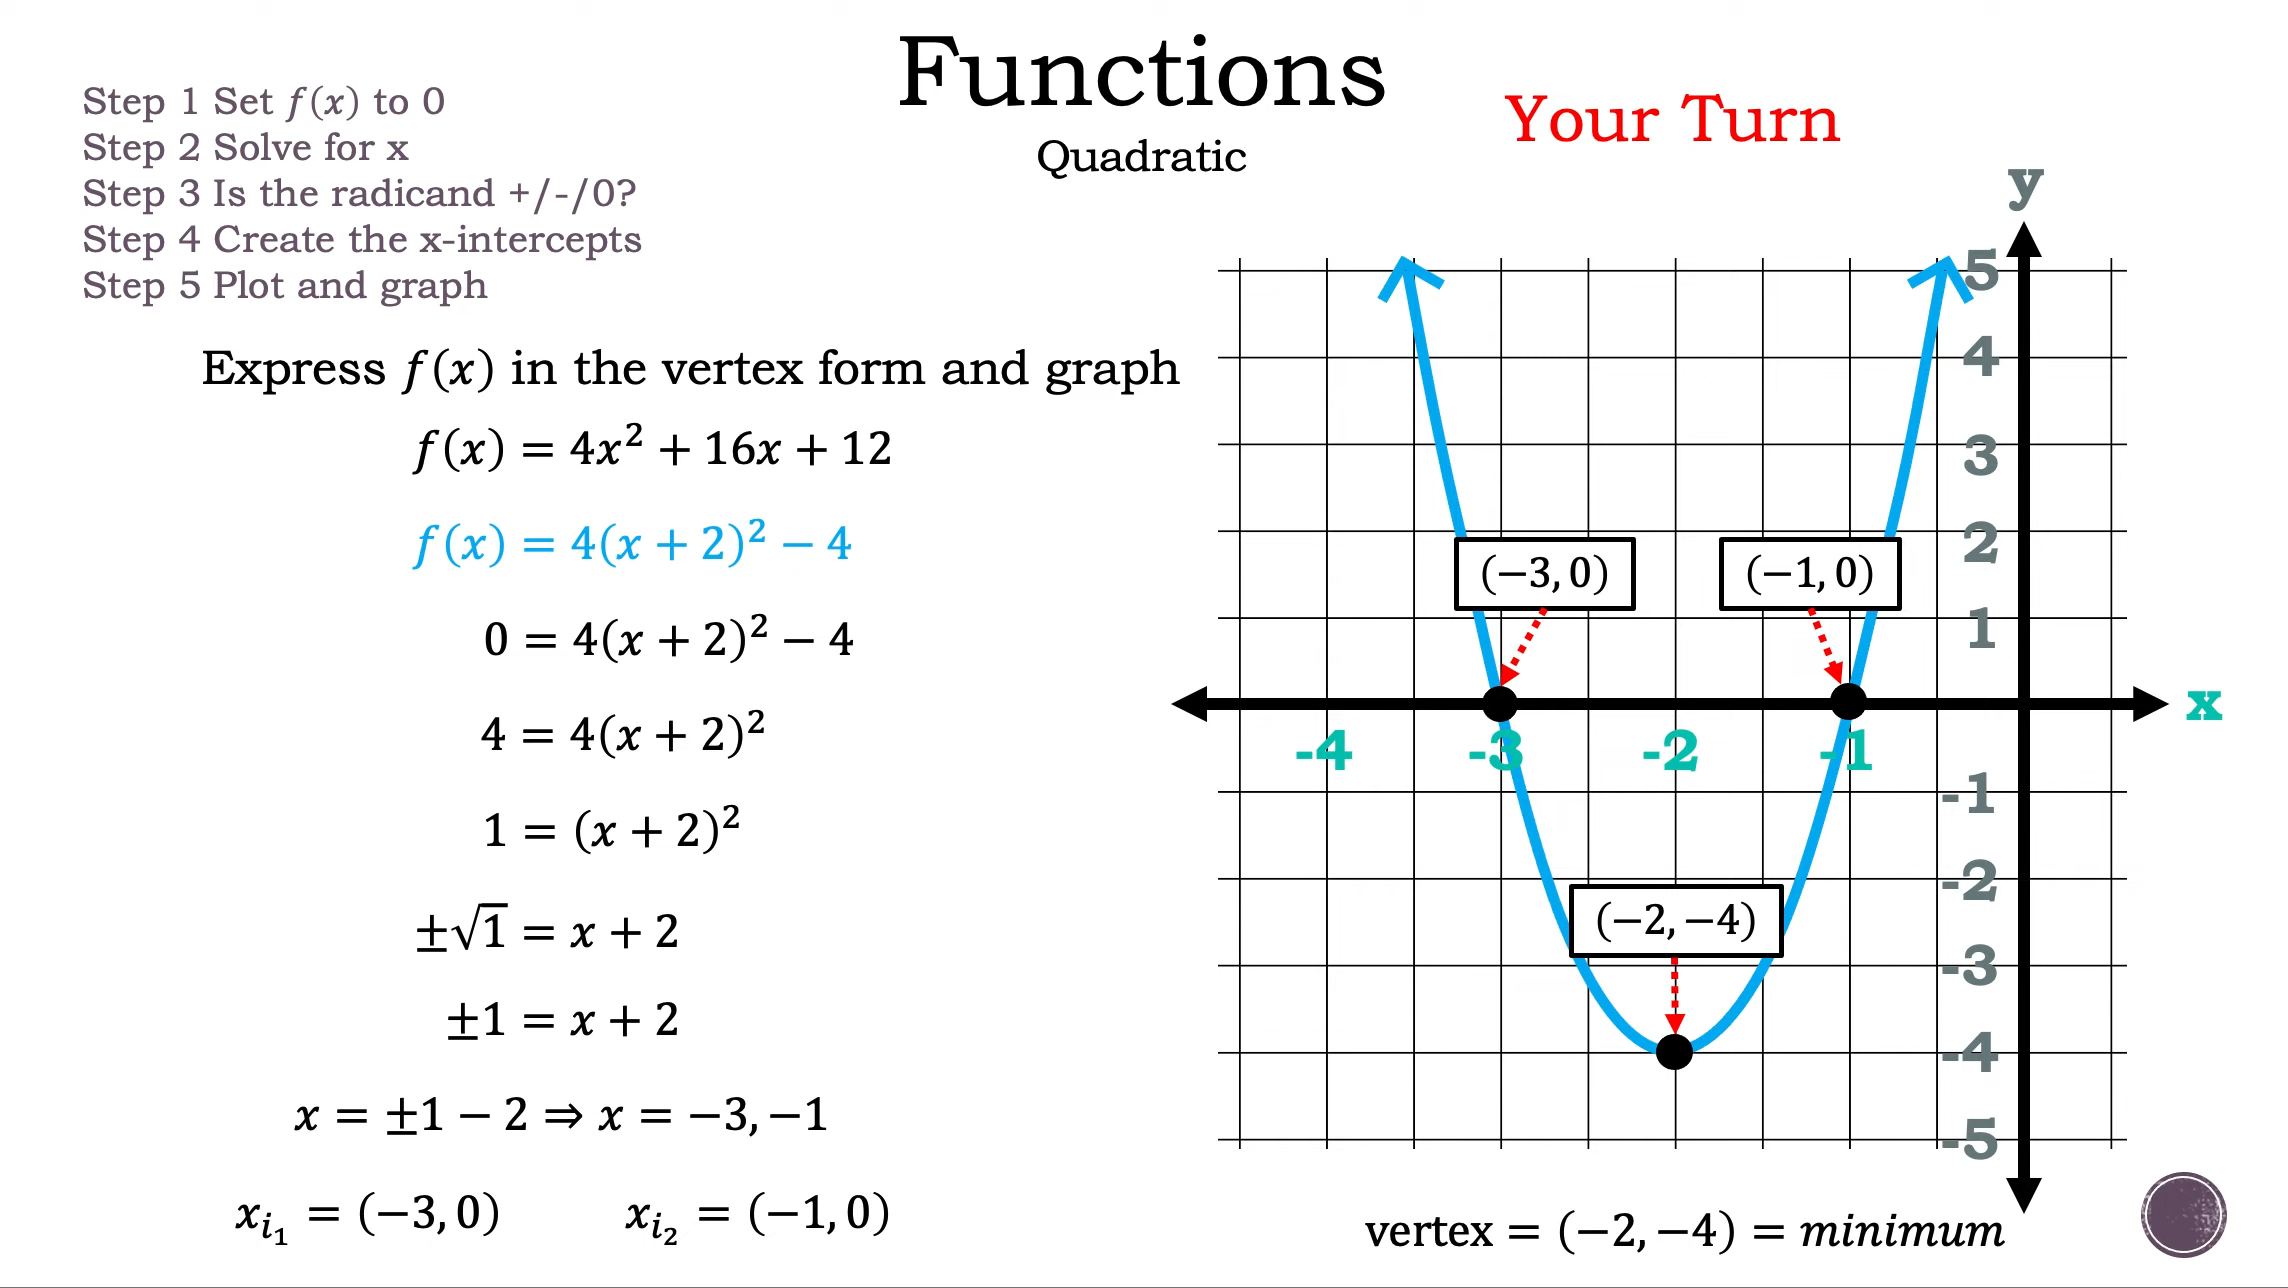 Functions
Quadratic
Your Turn
Step 1 Set f(x) to 0
Step 2 Solve for x
Step 3 Is the radicand +/-/0?
Step 4 Create the x-intercepts
Step 5 Plot and graph
Express f(x) in the vertex form and graph
f(x) = 4x² + 16x + 12
f(x) = 4(x + 2)² − 4
0 = 4(x + 2)² − 4
4 = 4(x + 2)²
1 = (x + 2)²
±√1 = x + 2
±1 = x + 2
x = ±1 − 2 ⇒ x = −3, −1
x_{i_1} = (−3, 0)
x_{i_2} = (−1, 0)
y
5
4
3
2
1
(−3, 0)
(−1, 0)
x
-4
-3
-2
-1
-1
-2
-3
-4
-5
(−2, −4)
vertex = (−2, −4) = minimum